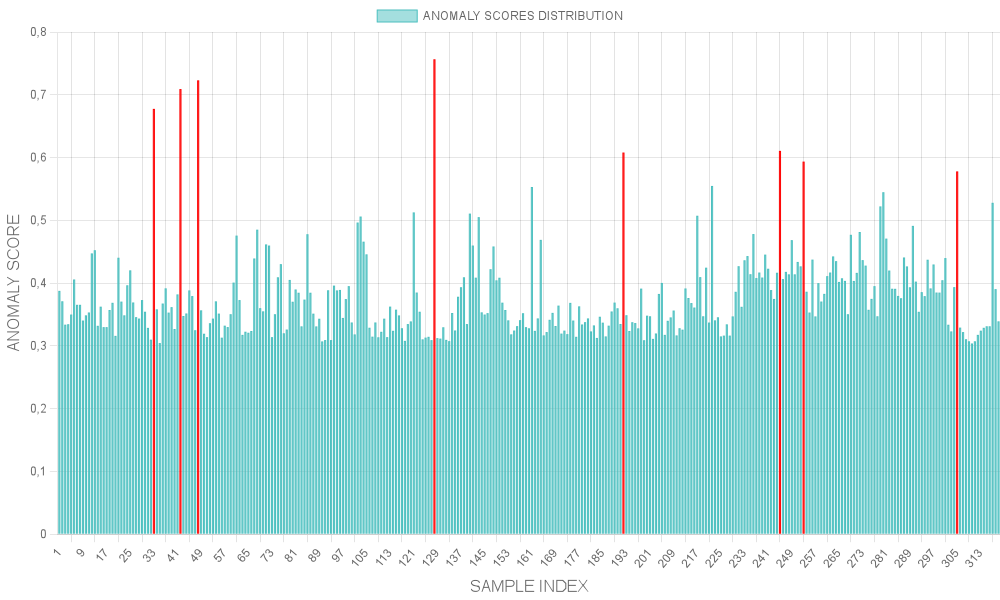 ANOMALY SCORES DISTRIBUTION
0,8
0,7
0,6
0,5
0,4
0,3
0,2
0,1
0
ANOMALY SCORE
1 9 17 25 33 41 49 57 65 73 81 89 97 105 113 121 129 137 145 153 161 169 177 185 193 201 209 217 225 233 241 249 257 265 273 281 289 297 305 313
SAMPLE INDEX